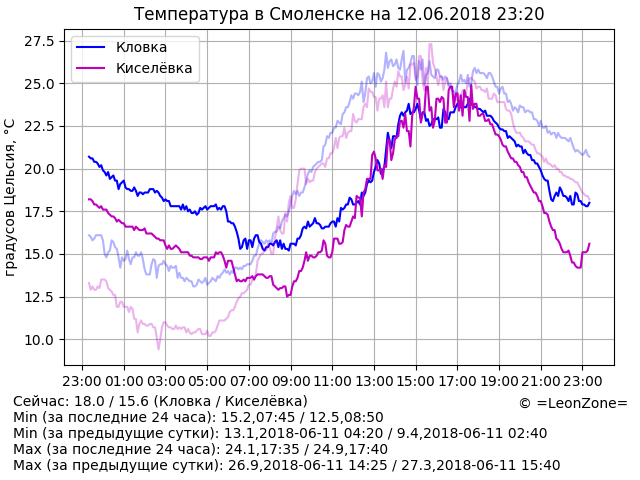 Температура в Смоленске на 12.06.2018 23:20
градусов Цельсия, °C
27.5
25.0
22.5
20.0
17.5
15.0
12.5
10.0
Кловка
Киселёвка
23:00 01:00 03:00 05:00 07:00 09:00 11:00 13:00 15:00 17:00 19:00 21:00 23:00
Сейчас: 18.0 / 15.6 (Кловка / Киселёвка)
© =LeonZone=
Min (за последние 24 часа): 15.2,07:45 / 12.5,08:50
Min (за предыдущие сутки): 13.1,2018-06-11 04:20 / 9.4,2018-06-11 02:40
Max (за последние 24 часа): 24.1,17:35 / 24.9,17:40
Max (за предыдущие сутки): 26.9,2018-06-11 14:25 / 27.3,2018-06-11 15:40